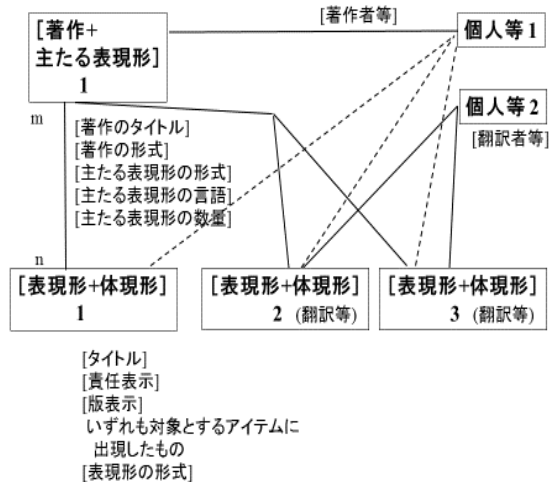 [著作+
主たる表現形]
1
[著作者等]
個人等 1
個人等 2
[翻訳者等]
m
[著作のタイトル]
[著作の形式]
[主たる表現形の形式]
[主たる表現形の言語]
[主たる表現形の数量]
n
[表現形+体現形]
1
[表現形+体現形]
2 (翻訳等)
[表現形+体現形]
3 (翻訳等)
[タイトル]
[責任表示]
[版表示]
いずれも対象とするアイテムに
出現したもの
[表現形の形式]